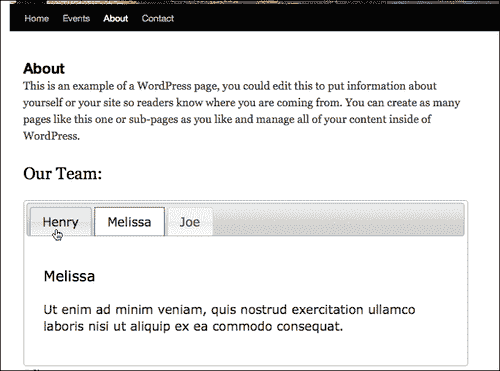 Home Events About Contact
About
This is an example of a WordPress page, you could edit this to put information about
yourself or your site so readers know where you are coming from. You can create as many
pages like this one or sub-pages as you like and manage all of your content inside of
WordPress.
Our Team:
Henry Melissa Joe
Melissa
Ut enim ad minim veniam, quis nostrud exercitation ullamco
laboris nisi ut aliquip ex ea commodo consequat.